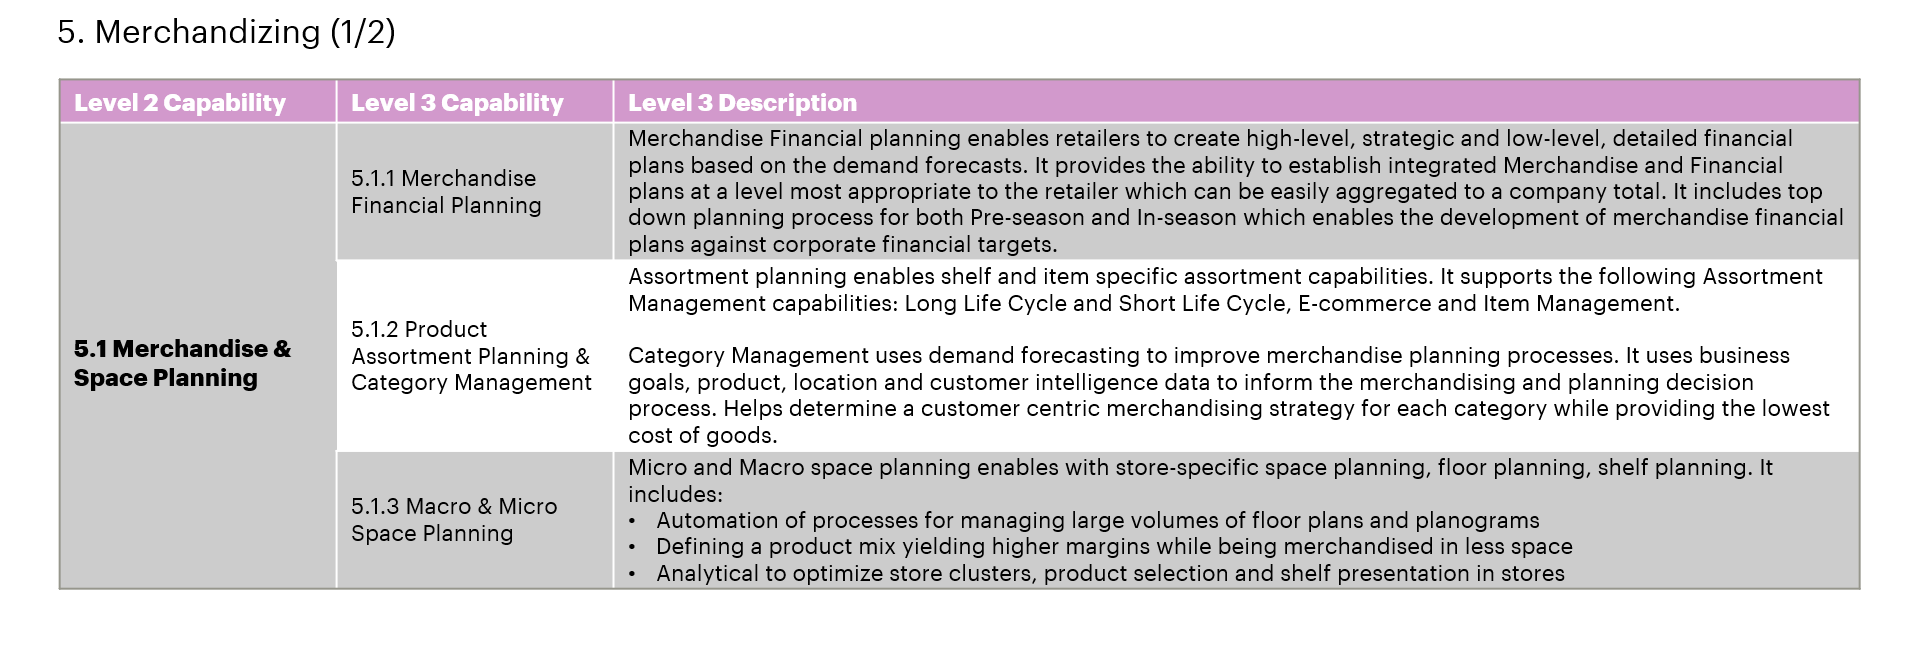 5. Merchandizing (1/2)
Level 2 Capability
Level 3 Capability
Level 3 Description
5.1 Merchandise &
Space Planning
5.1.1 Merchandise
Financial Planning
Merchandise Financial planning enables retailers to create high-level, strategic and low-level, detailed financial
plans based on the demand forecasts. It provides the ability to establish integrated Merchandise and Financial
plans at a level most appropriate to the retailer which can be easily aggregated to a company total. It includes top
down planning process for both Pre-season and In-season which enables the development of merchandise financial
plans against corporate financial targets.
5.1.2 Product
Assortment Planning &
Category Management
Assortment planning enables shelf and item specific assortment capabilities. It supports the following Assortment
Management capabilities: Long Life Cycle and Short Life Cycle, E-commerce and Item Management.
Category Management uses demand forecasting to improve merchandise planning processes. It uses business
goals, product, location and customer intelligence data to inform the merchandising and planning decision
process. Helps determine a customer centric merchandising strategy for each category while providing the lowest
cost of goods.
5.1.3 Macro & Micro
Space Planning
Micro and Macro space planning enables with store-specific space planning, floor planning, shelf planning. It
includes:
• Automation of processes for managing large volumes of floor plans and planograms
• Defining a product mix yielding higher margins while being merchandised in less space
• Analytical to optimize store clusters, product selection and shelf presentation in stores